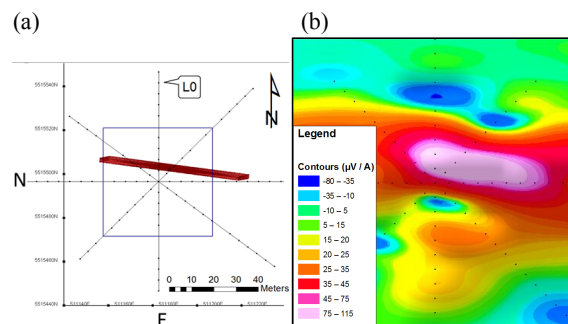 (a)
(b)
L0
N
5515540N
5515520N
5515500N
5515480N
5515460N
5515440N
N
E
0 10 20 30 40
Meters
Legend
Contours (µV / A)
-80 – -35
-35 – -10
-10 – 5
5 – 15
15 – 20
20 – 25
25 – 35
35 – 45
45 – 75
75 – 115